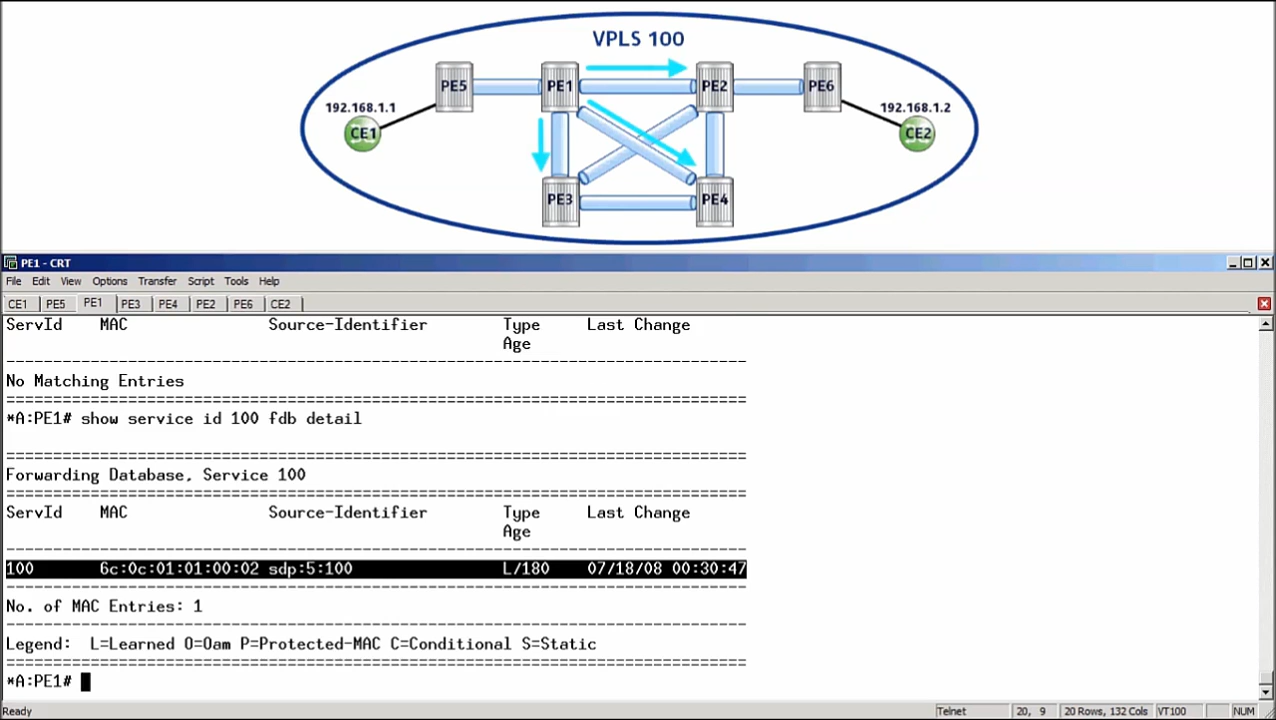 VPLS 100
PE5 PE1 PE2 PE6
192.168.1.1 192.168.1.2
CE1 CE2
PE3 PE4
PE1 - CRT
File Edit View Options Transfer Script Tools Help
CE1 PE5 PE1 PE3 PE4 PE2 PE6 CE2
ServId MAC Source-Identifier Type Last Change
Age
-------------------------------------------------------------------------------
No Matching Entries
===============================================================================
*A:PE1# show service id 100 fdb detail
===============================================================================
Forwarding Database, Service 100
===============================================================================
ServId MAC Source-Identifier Type Last Change
Age
-------------------------------------------------------------------------------
100 6c:0c:01:01:00:02 sdp:5:100 L/180 07/18/08 00:30:47
-------------------------------------------------------------------------------
No. of MAC Entries: 1
-------------------------------------------------------------------------------
Legend: L=Learned O=Oam P=Protected-MAC C=Conditional S=Static
===============================================================================
*A:PE1#
Ready Telnet 20, 9 20 Rows, 132 Cols VT100 NUM